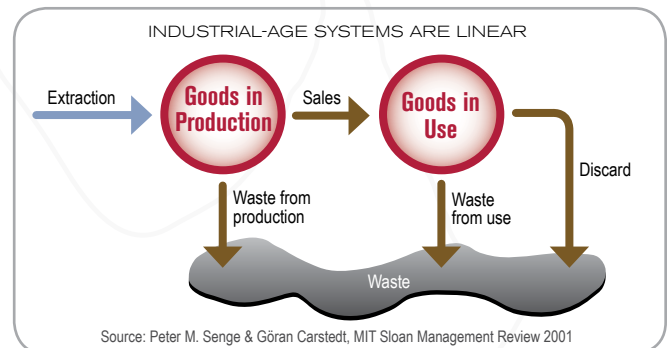 INDUSTRIAL-AGE SYSTEMS ARE LINEAR
Extraction
Goods in
Production
Sales
Goods in
Use
Discard
Waste from
production
Waste
from use
Waste
Source: Peter M. Senge & Göran Carstedt, MIT Sloan Management Review 2001